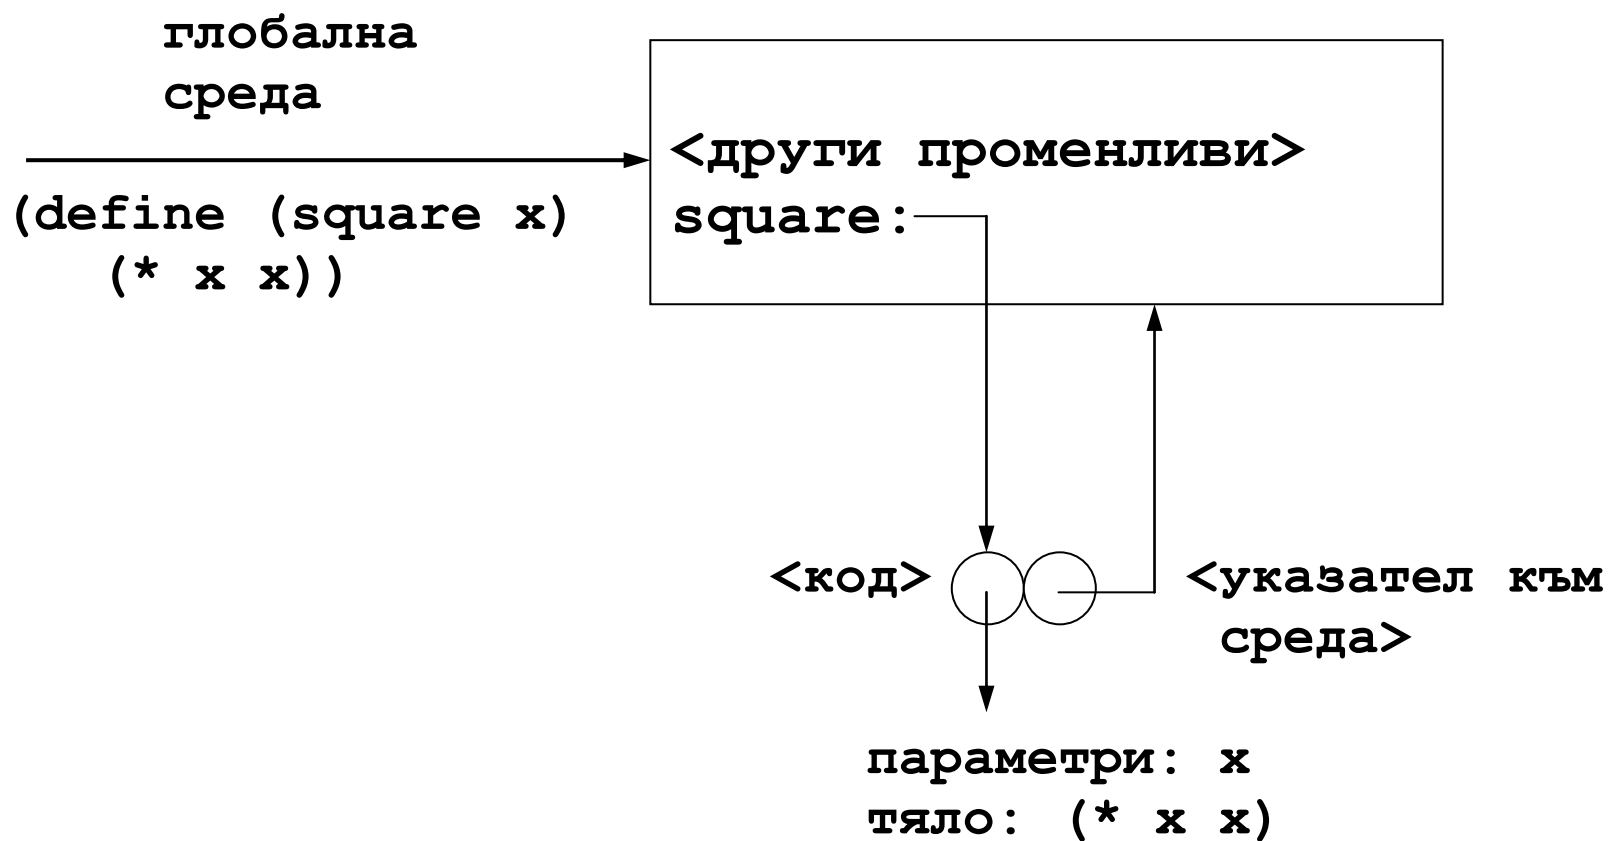 глобална
среда
<други променливи>
(define (square x)
(* x x))
square:
<код>
<указател към
среда>
параметри: x
тяло: (* x x)